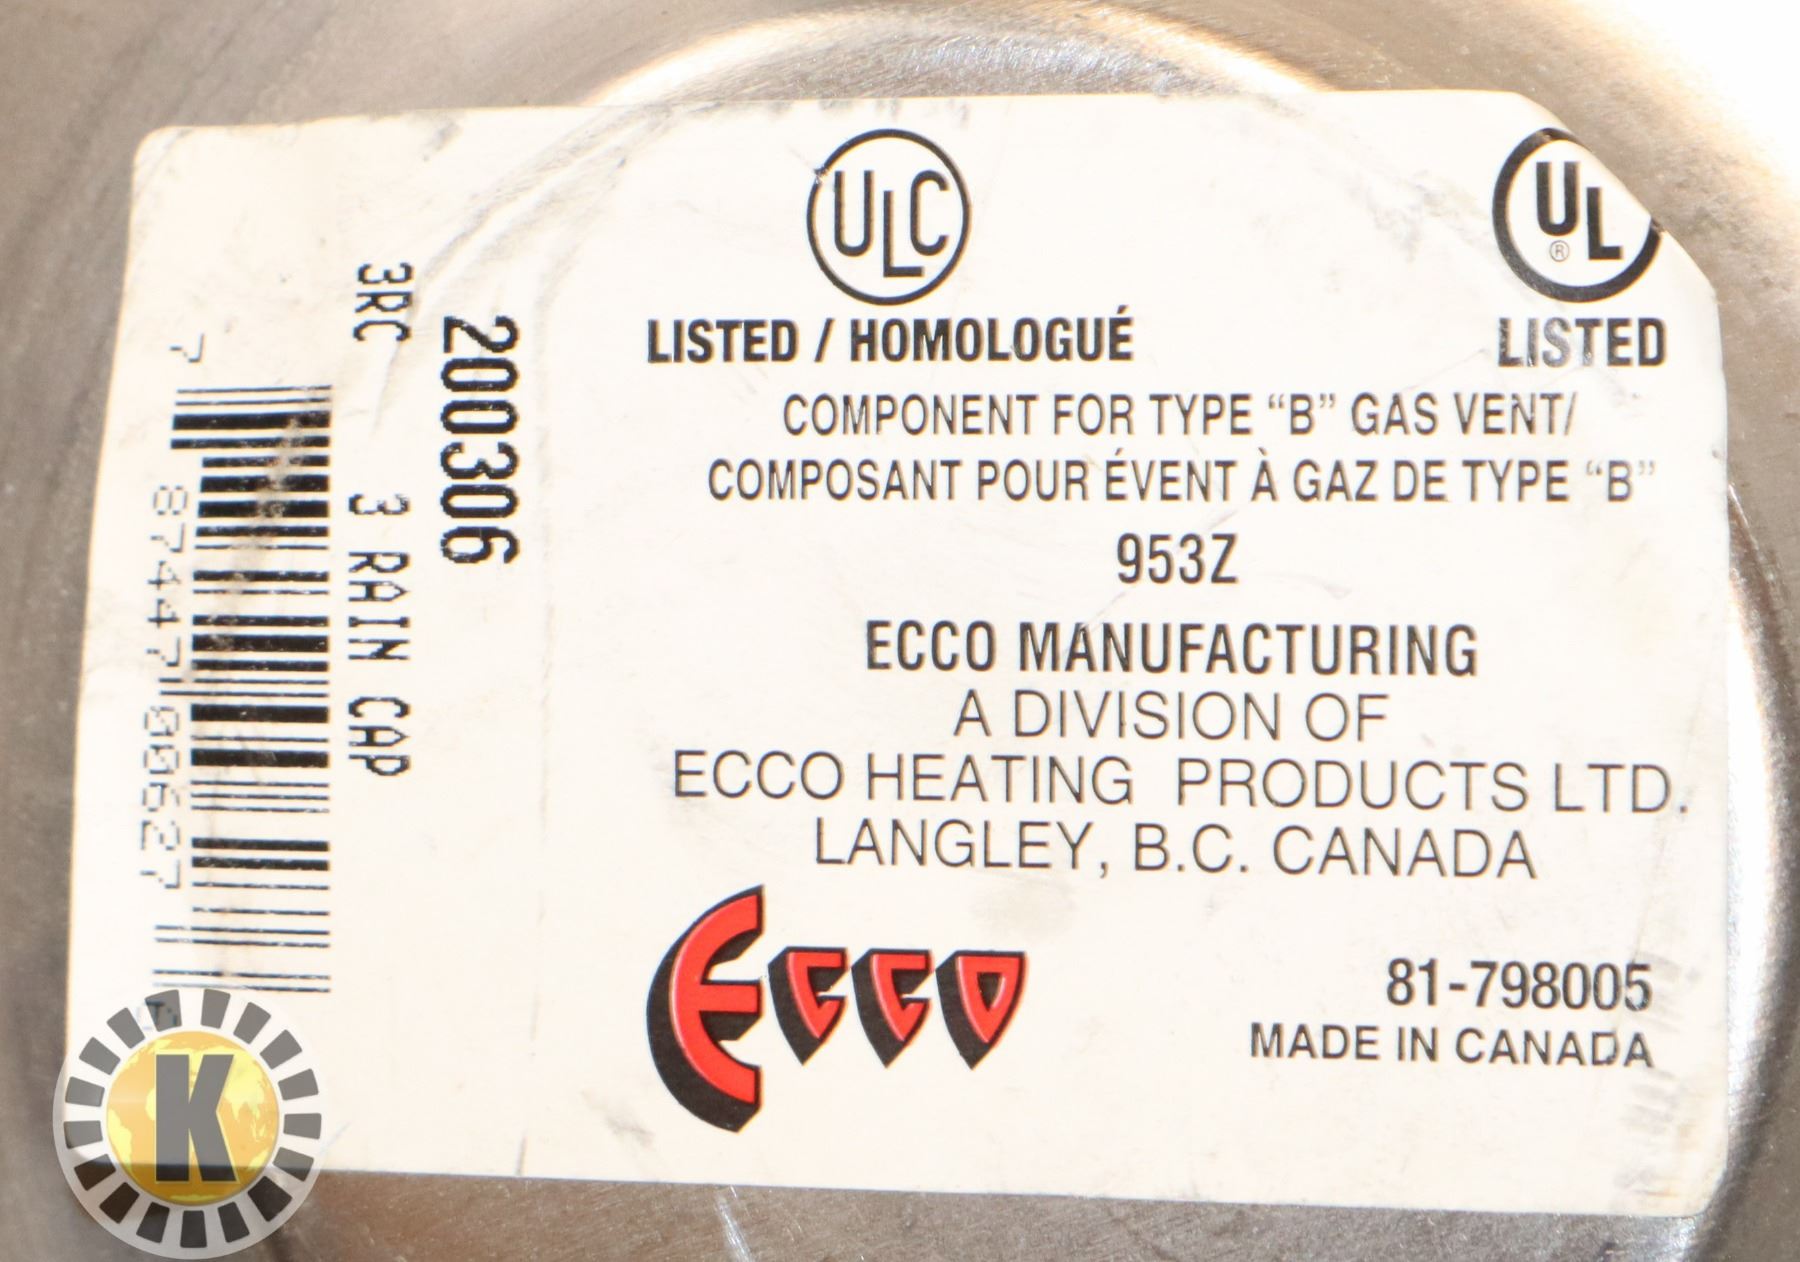 ULC
LISTED / HOMOLOGUÉ
UL
®
LISTED
COMPONENT FOR TYPE “B” GAS VENT/
COMPOSANT POUR ÉVENT À GAZ DE TYPE “B”
953Z
ECCO MANUFACTURING
A DIVISION OF
ECCO HEATING PRODUCTS LTD.
LANGLEY, B.C. CANADA
ECCO
81-798005
MADE IN CANADA
200306
3RC 3 RAIN CAP
7 87447 00627
K